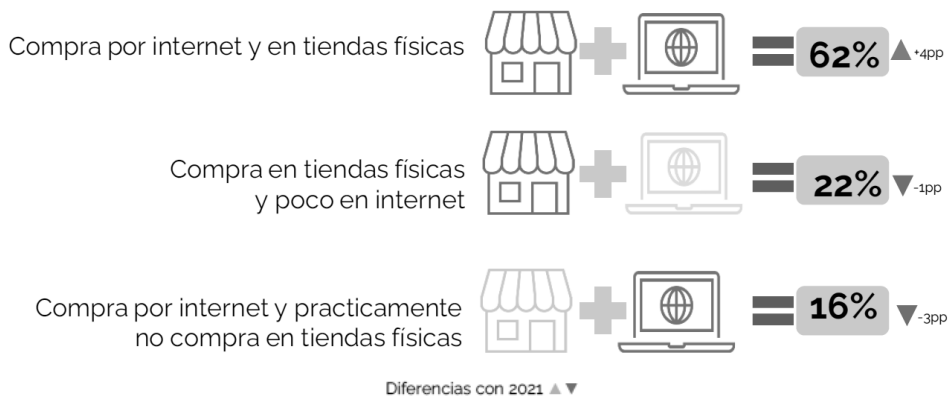 Compra por internet y en tiendas físicas
62%
+4pp
Compra en tiendas físicas
y poco en internet
22%
-1pp
Compra por internet y practicamente
no compra en tiendas físicas
16%
-3pp
Diferencias con 2021